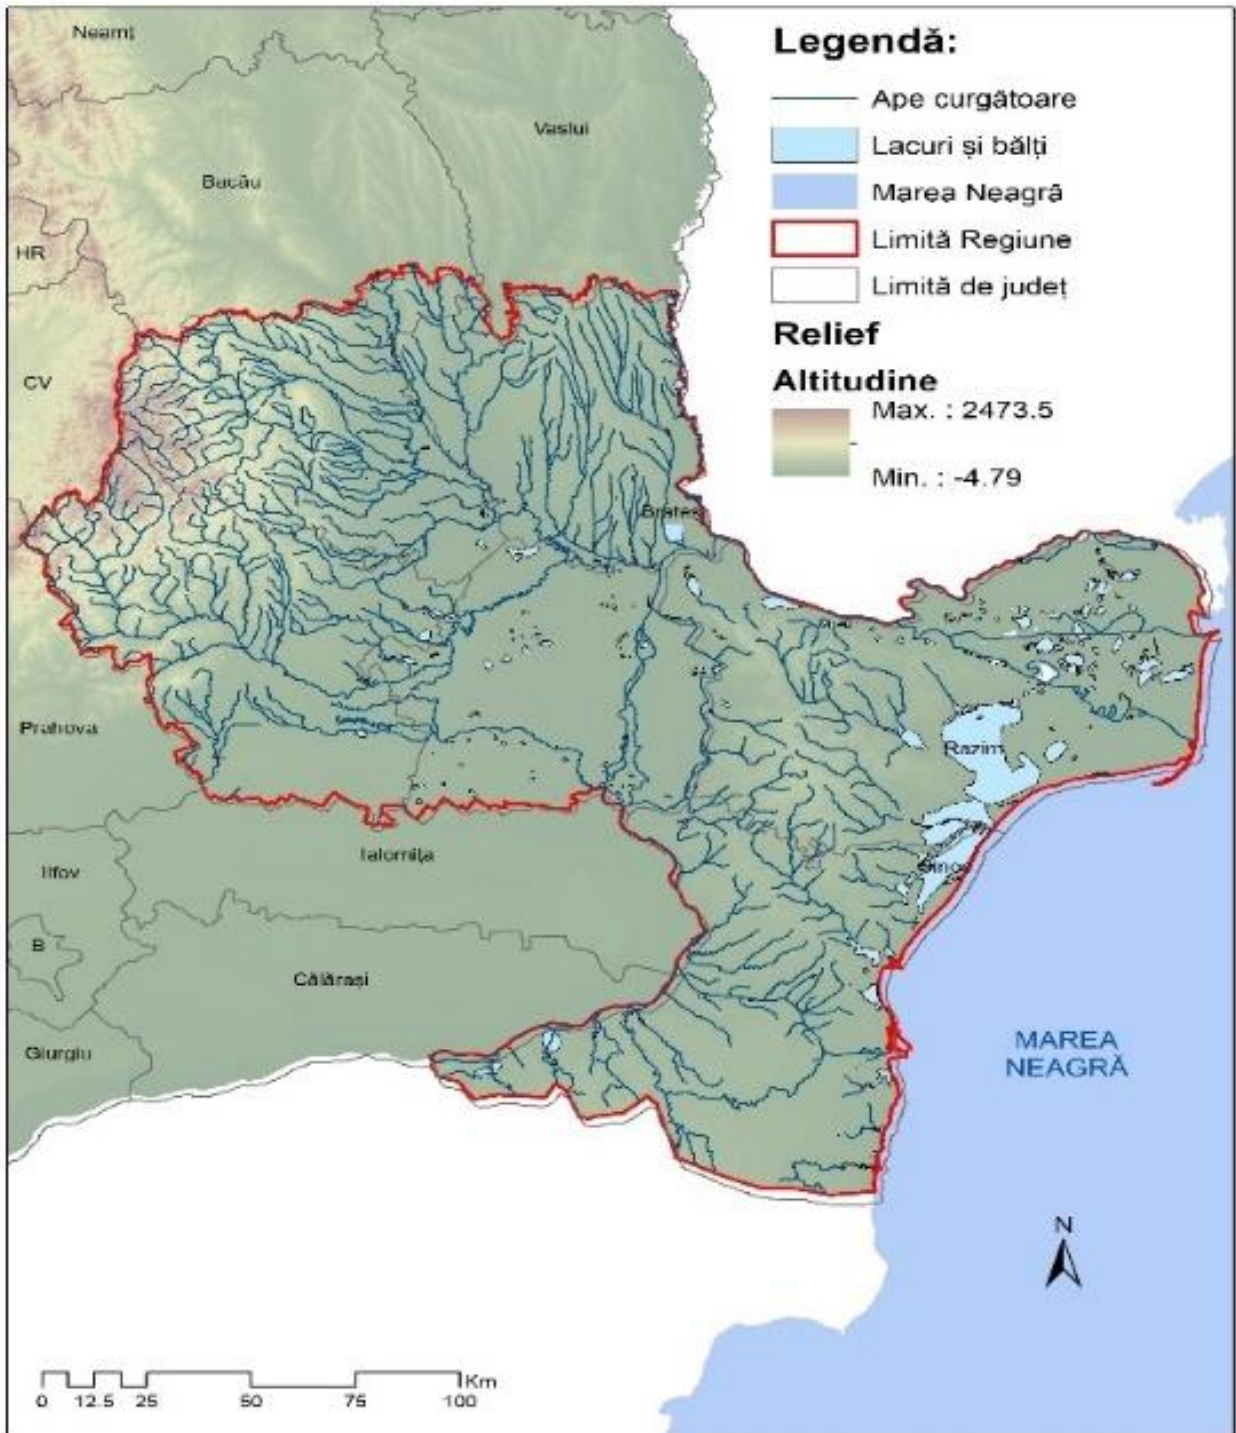 Neamț
Vaslui
Bacău
HR
CV
Prahova
Ilfov
B
Giurgiu
Ialomița
Călărași
Brateș
Razim
MAREA
NEAGRĂ
Legendă:
Ape curgătoare
Lacuri și bălți
Marea Neagră
Limită Regiune
Limită de județ
Relief
Altitudine
Max. : 2473.5
Min. : -4.79
N
0 12.5 25 50 75 100 Km